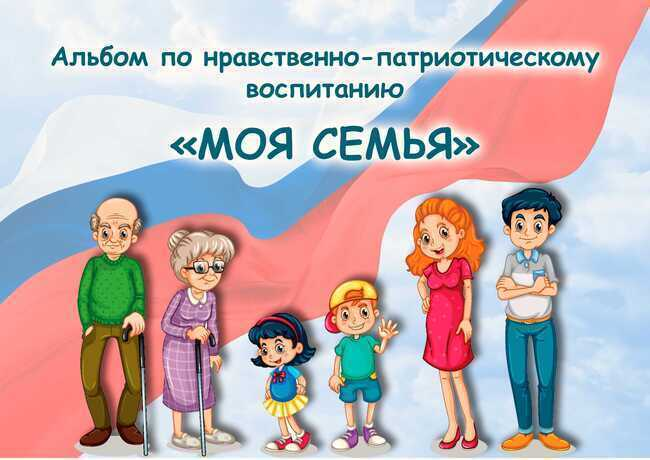 Альбом по нравственно-патриотическому
воспитанию
«МОЯ СЕМЬЯ»